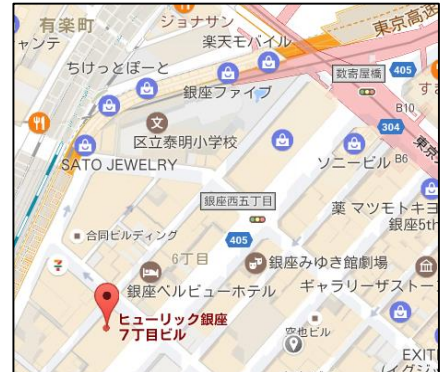 有楽町
ジョナサン
東京高速
ャンテ
楽天モバイル
ちけっとぽーと
数寄屋橋
405
す
銀座ファイブ
B10
区立泰明小学校
304
SATO JEWELRY
ソニービル
B6
東京
銀座西五丁目
薬 マツモトキヨ
銀座5th
合同ビルディング
405
6丁目
銀座みゆき館劇場
銀座ベルビューホテル
ギャラリーザストー
ヒューリック銀座
7丁目ビル
空也ビル
EXIT
(イグジッ